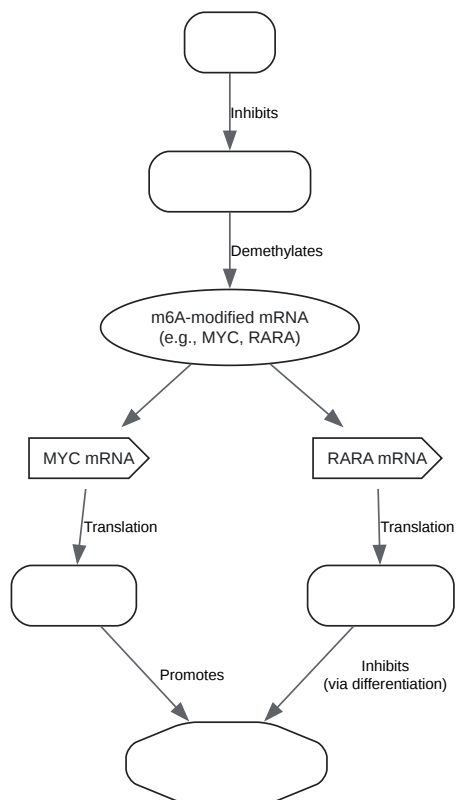 Inhibits
Demethylates
m6A-modified mRNA
(e.g., MYC, RARA)
MYC mRNA
RARA mRNA
Translation
Translation
Promotes
Inhibits
(via differentiation)